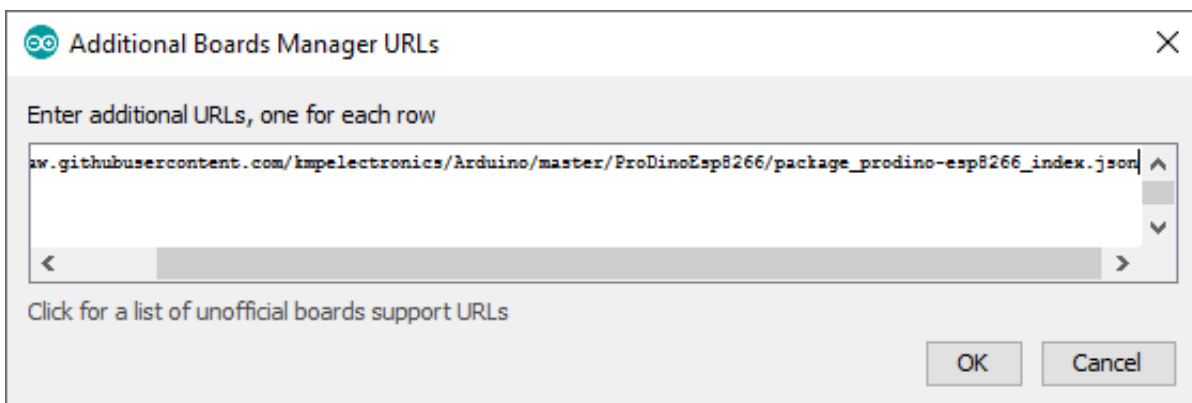 Additional Boards Manager URLs
Enter additional URLs, one for each row
aw.githubusercontent.com/kmpelectronics/Arduino/master/ProDinoEsp8266/package_prodino-esp8266_index.json
Click for a list of unofficial boards support URLs
OK Cancel